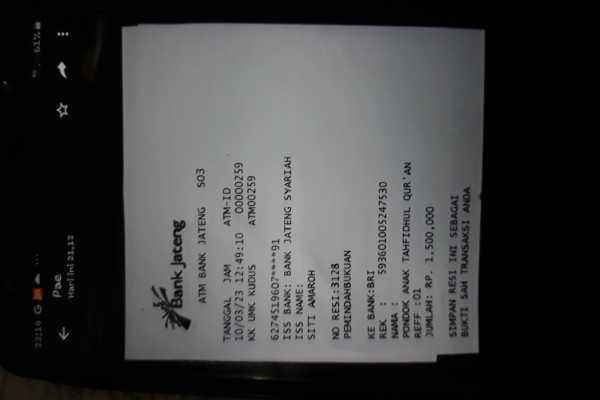 22:16 G
61%
Pae
Hari ini 21.12
Bank Jateng
ATM BANK JATENG S03
TANGGAL JAM ATM-ID
10/03/23 12:49:10 00000259
KK UMK KUDUS ATM00259
6274519607****91
ISS BANK: BANK JATENG SYARIAH
ISS NAME:
SITI AMAROH
NO RESI:3128
PEMINDAHBUKUAN
KE BANK:BRI
REK : 593601005247530
NAMA :
PONDOK ANAK TAHFIDHUL QUR'AN
REFF :01
JUMLAH: RP. 1,500,000
SIMPAN RESI INI SEBAGAI
BUKTI SAH TRANSAKSI ANDA